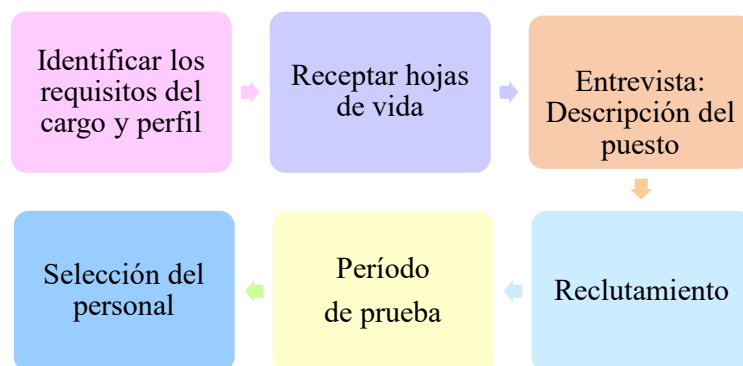 Identificar los
requisitos del
cargo y perfil
Receptar hojas
de vida
Entrevista:
Descripción del
puesto
Reclutamiento
Período
de prueba
Selección del
personal